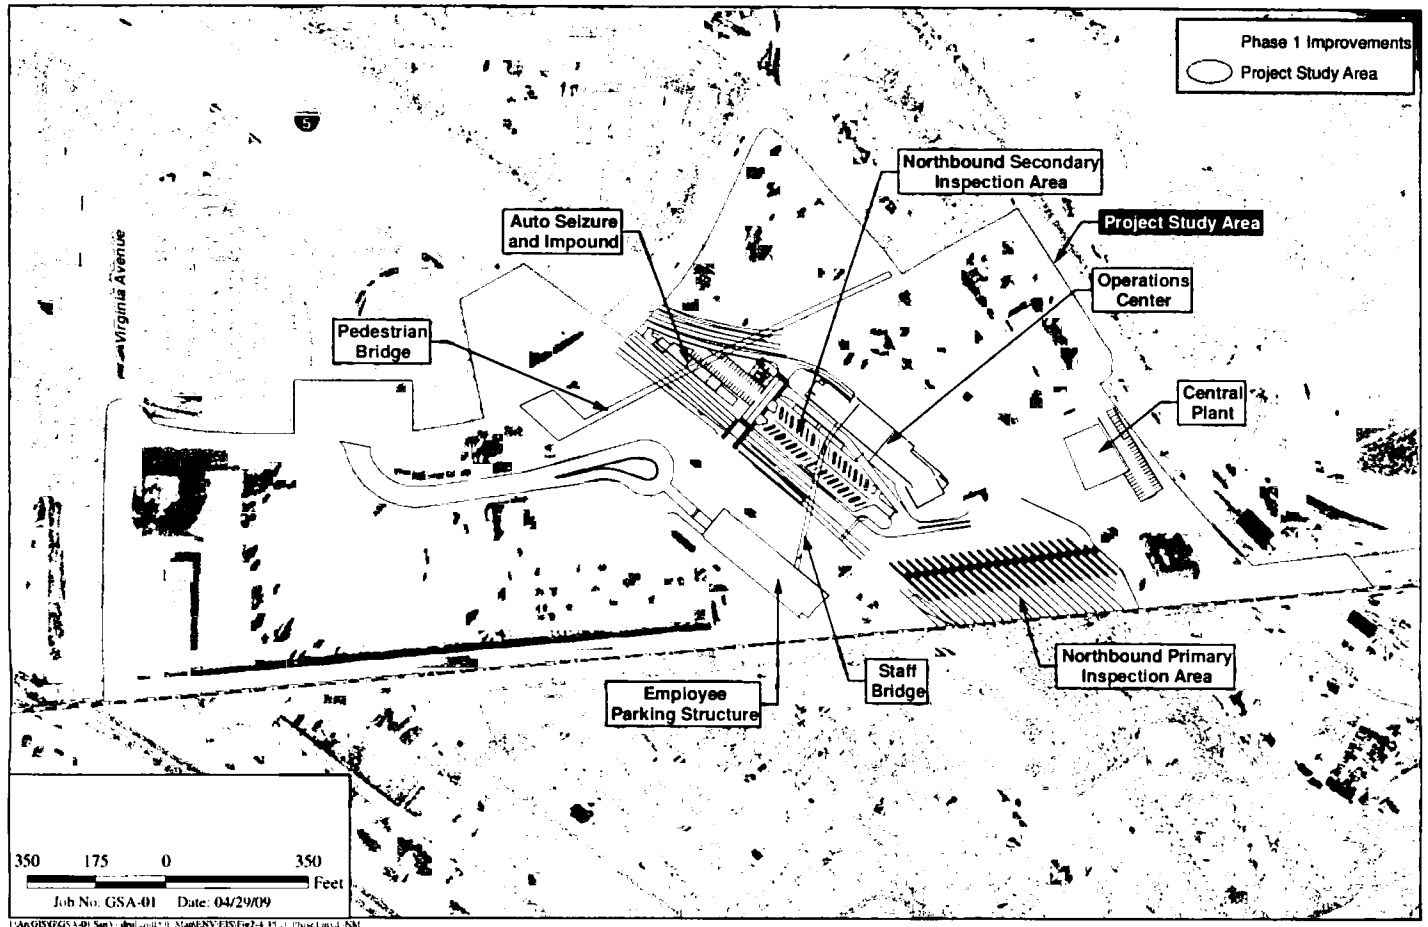 Phase 1 Improvements
Project Study Area
5
Northbound Secondary
Inspection Area
Auto Seizure
and Impound
Project Study Area
Virginia Avenue
Operations
Center
Pedestrian
Bridge
Central
Plant
Northbound Primary
Inspection Area
Staff
Bridge
Employee
Parking Structure
350 175 0 350
Feet
Job No: GSA-01 Date: 04/29/09